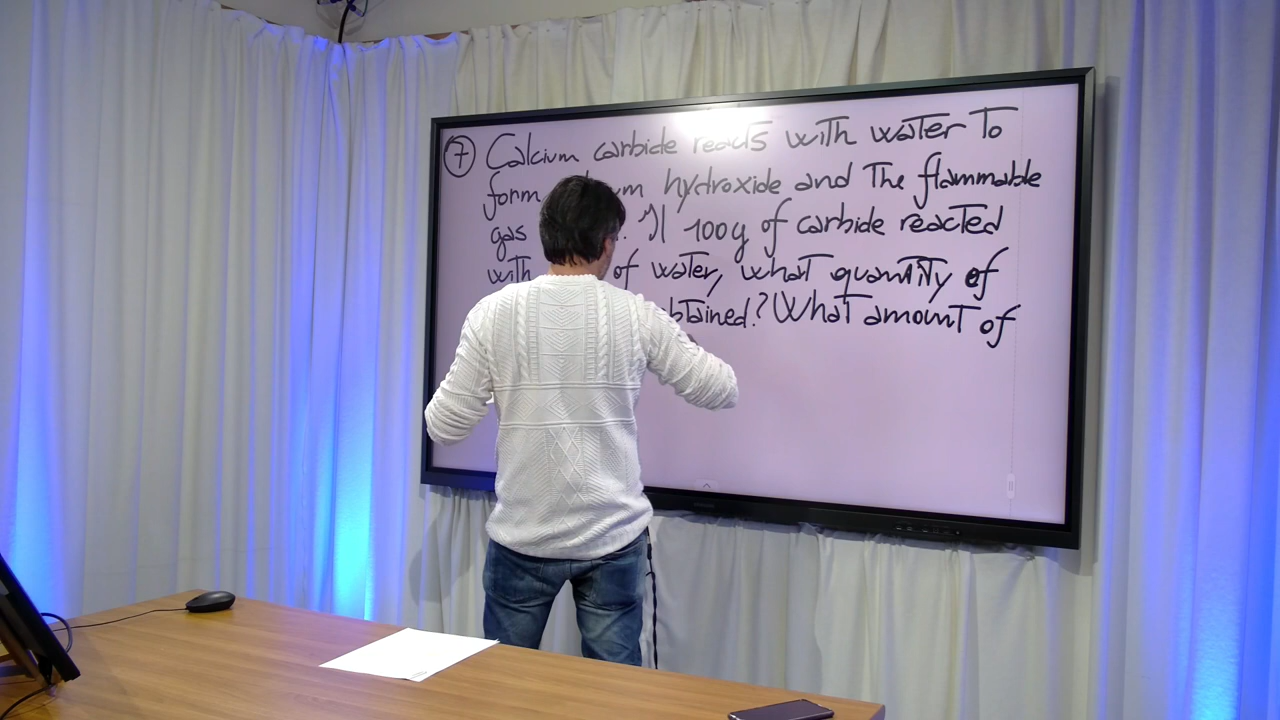 7 Calcium carbide reacts with water to
form hydroxide and the flammable
gas . If 100g of carbide reacted
with of water, what quantity of
btained? What amount of